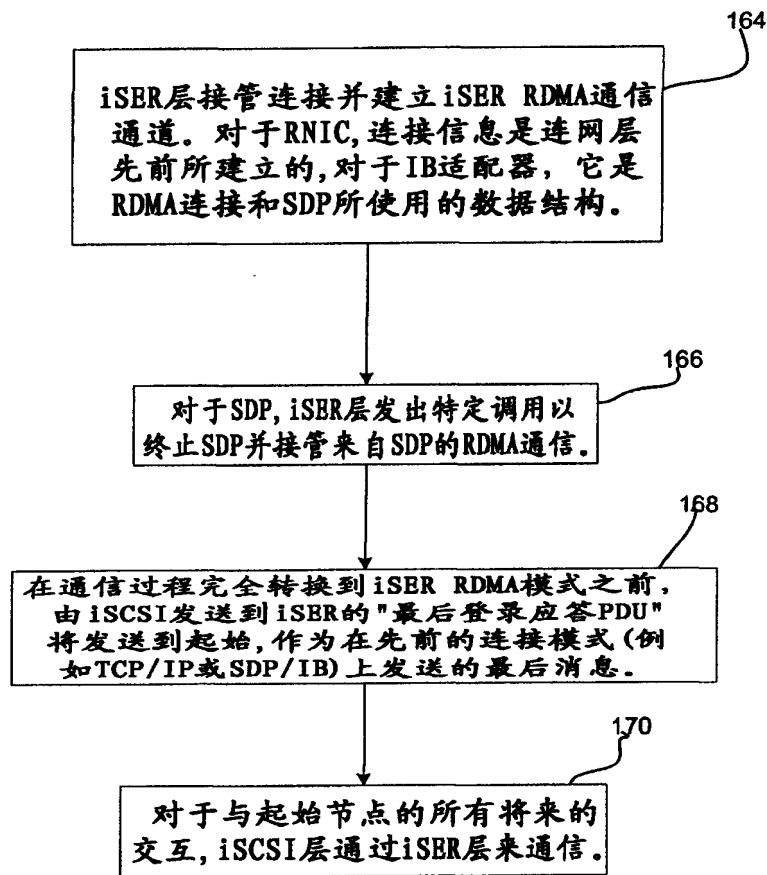 164
iSER层接管连接并建立iSER RDMA通信
通道。对于RNIC,连接信息是连网层
先前所建立的,对于IB适配器，它是
RDMA连接和SDP所使用的数据结构。
166
对于SDP,iSER层发出特定调用以
终止SDP并接管来自SDP的RDMA通信。
168
在通信过程完全转换到iSER RDMA模式之前，
由iSCSI发送到iSER的"最后登录应答PDU"
将发送到起始,作为在先前的连接模式(例
如TCP/IP或SDP/IB)上发送的最后消息。
170
对于与起始节点的所有将来的
交互,iSCSI层通过iSER层来通信。